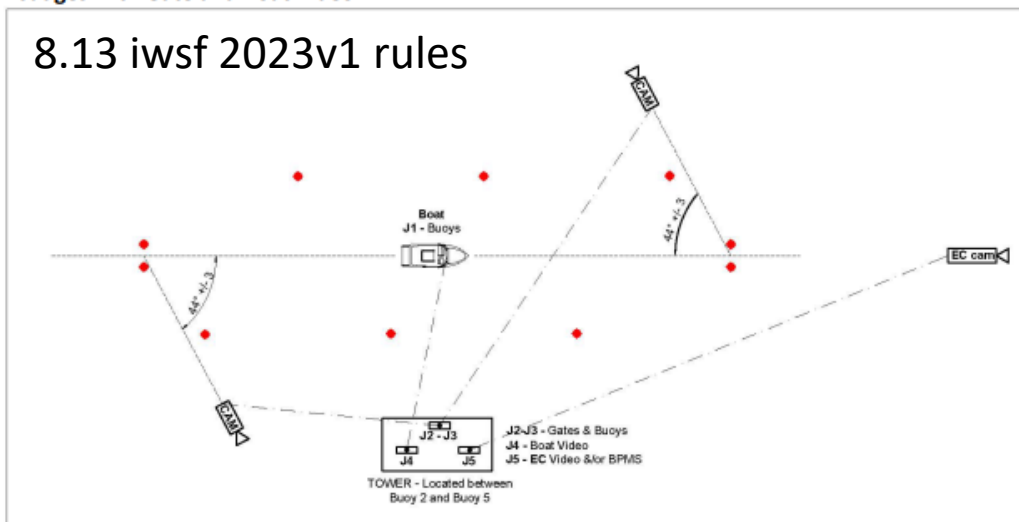 8.13 iwsf 2023v1 rules
CAM
Boat
J1 - Buoys
44° +/- 3
44° +/- 3
EC cam
CAM
J2 - J3
J4
J5
J2-J3 - Gates & Buoys
J4 - Boat Video
J5 - EC Video &/or BPMS
TOWER - Located between
Buoy 2 and Buoy 5